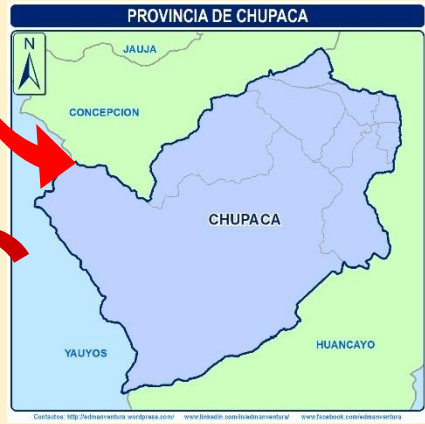 PROVINCIA DE CHUPACA
N
JAUJA
CONCEPCION
CHUPACA
HUANCAYO
YAUYOS
Contactos: http://edmanventura.wordpress.com/ www.linkedin.com/in/edmanventura/ www.facebook.com/edmanventura